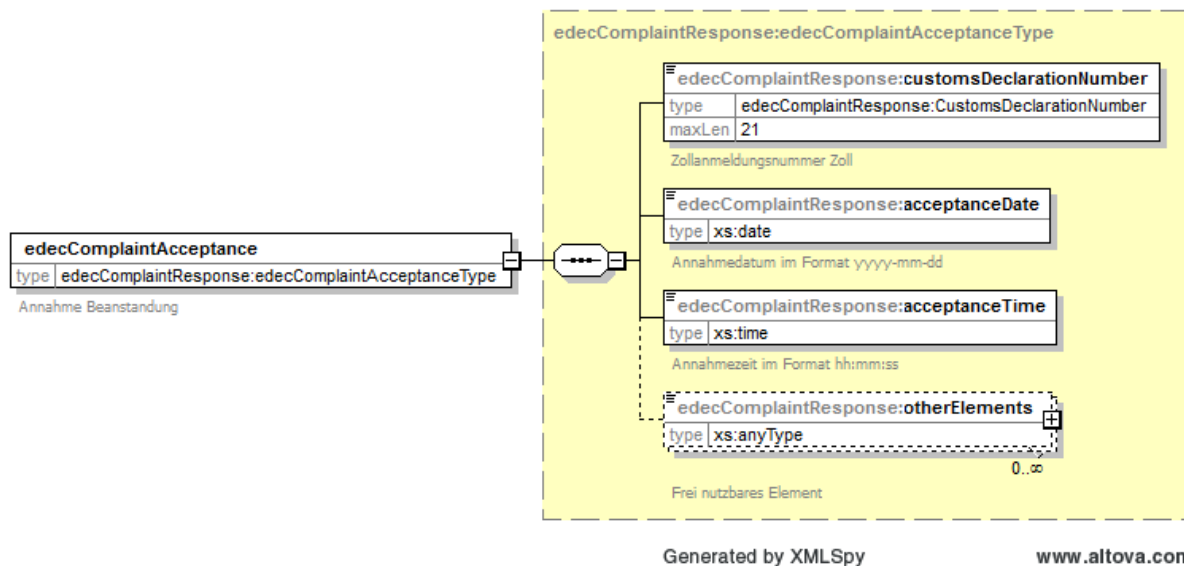 edecComplaintResponse:edecComplaintAcceptanceType
edecComplaintResponse:customsDeclarationNumber
type edecComplaintResponse:CustomsDeclarationNumber
maxLen 21
Zollanmeldungsnummer Zoll
edecComplaintResponse:acceptanceDate
type xs:date
Annahmedatum im Format yyyy-mm-dd
edecComplaintAcceptance
type edecComplaintResponse:edecComplaintAcceptanceType
Annahme Beanstandung
edecComplaintResponse:acceptanceTime
type xs:time
Annahmezeit im Format hh:mm:ss
edecComplaintResponse:otherElements
type xs:anyType
0..∞
Frei nutzbares Element
Generated by XMLSpy www.altova.com